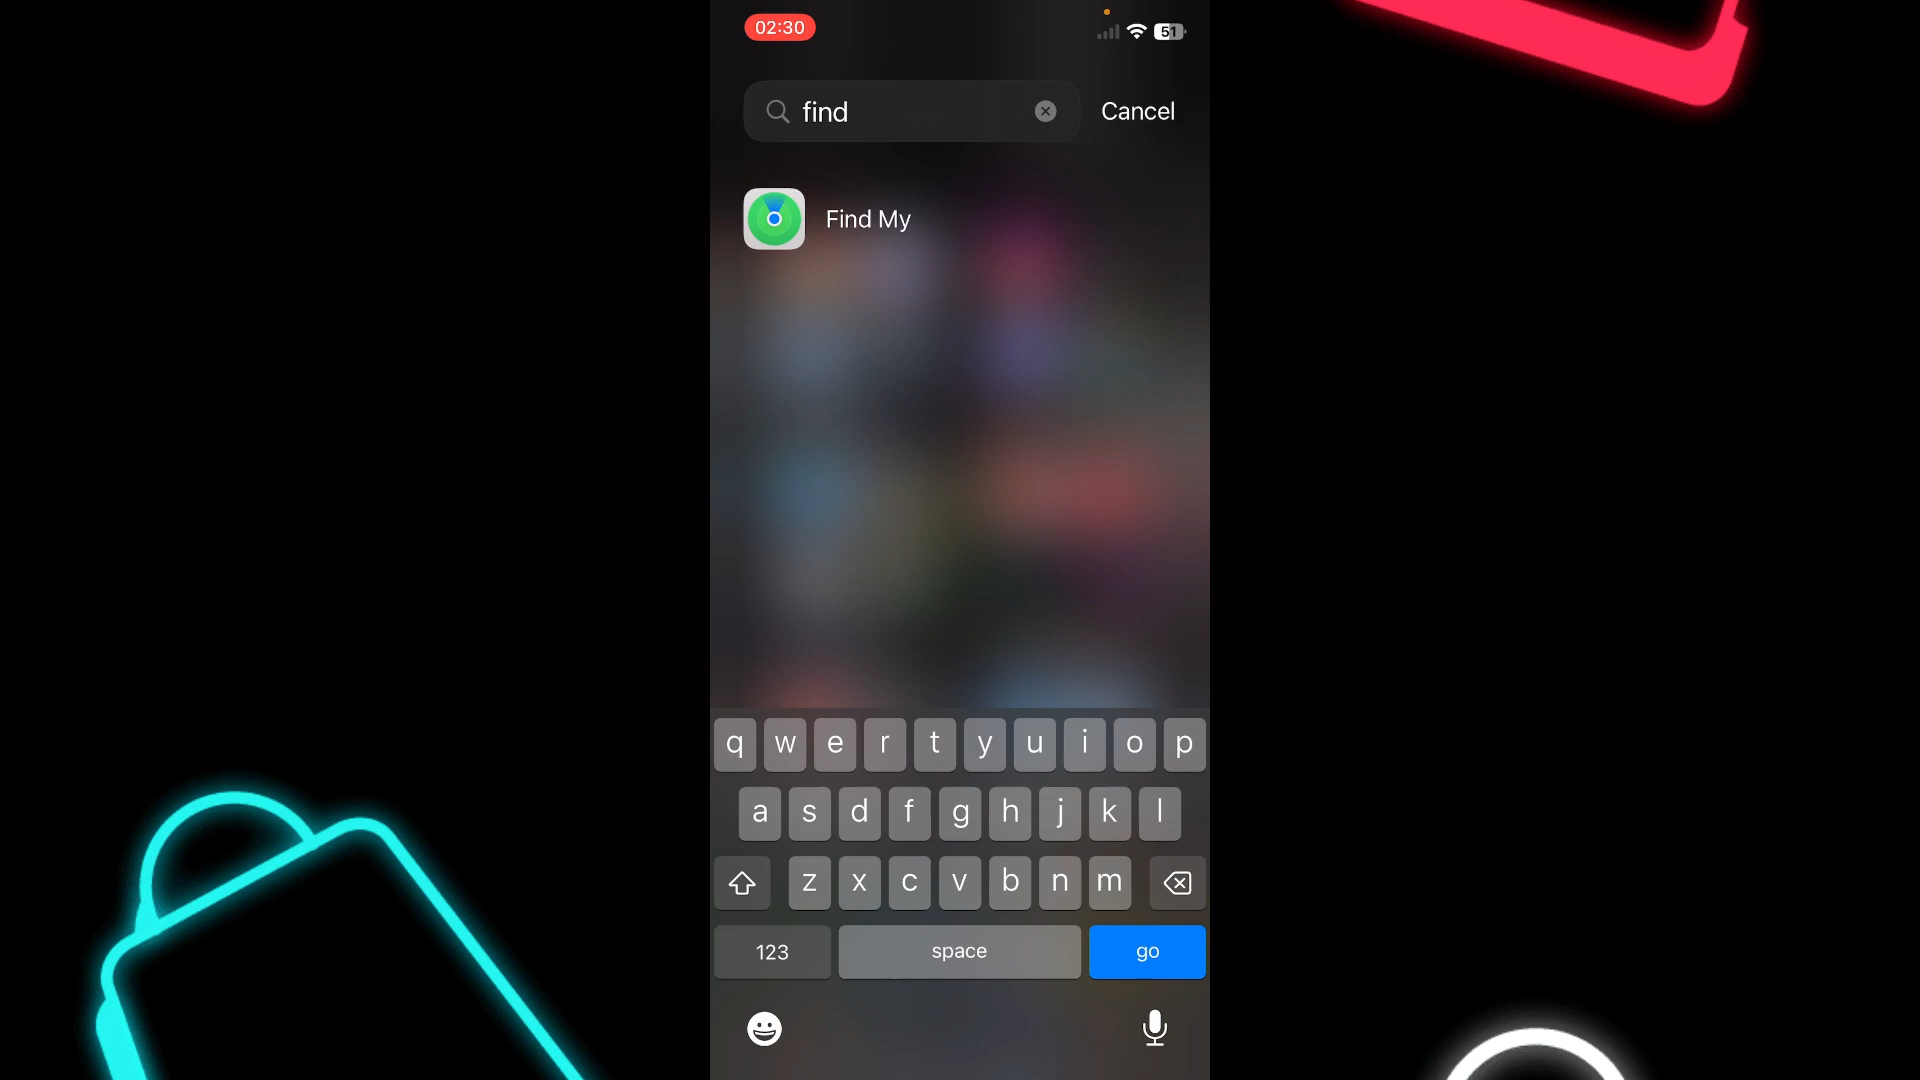 02:30
51
find
Cancel
Find My
q w e r t y u i o p
a s d f g h j k l
z x c v b n m
123 space go